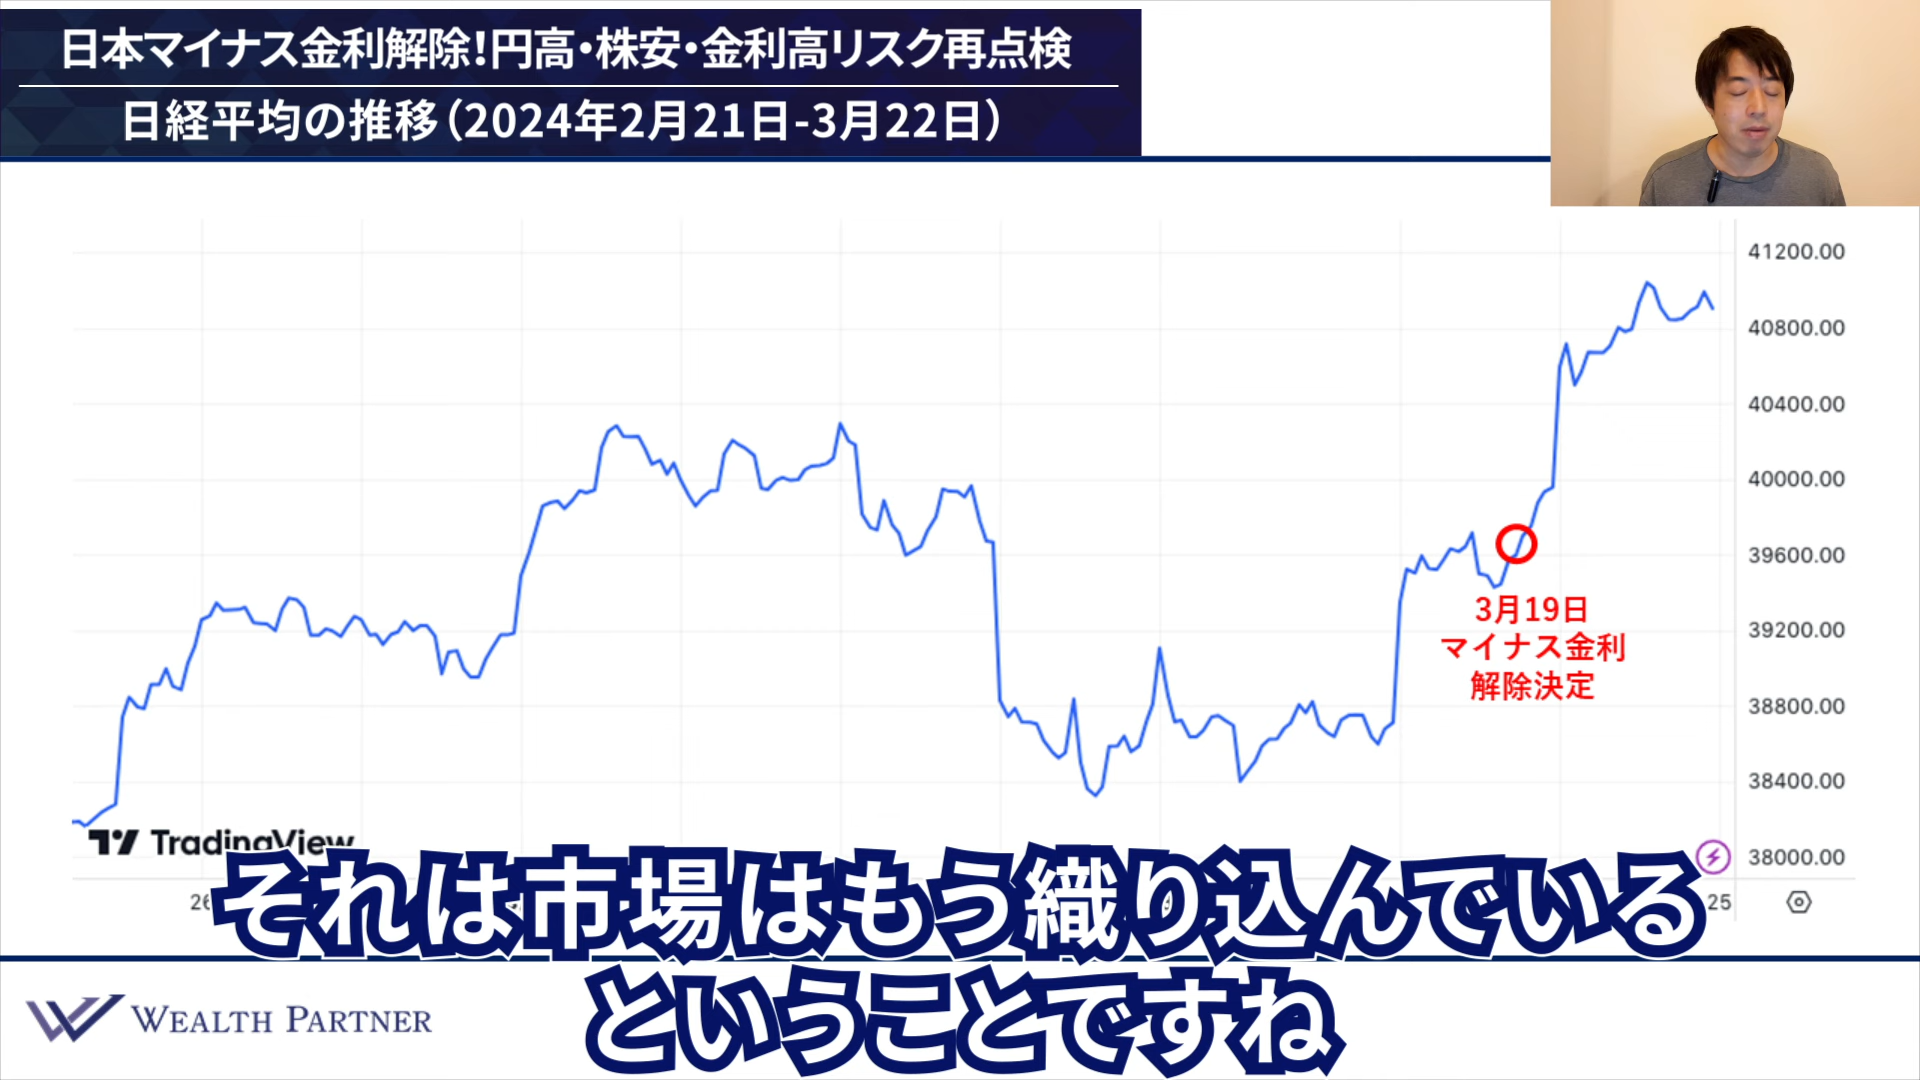 日本マイナス金利解除!円高・株安・金利高リスク再点検
日経平均の推移(2024年2月21日-3月22日)
41200.00
40800.00
40400.00
40000.00
39600.00
3月19日
マイナス金利
解除決定
39200.00
38800.00
38400.00
38000.00
TradingView
26
25
それは市場はもう織り込んでいる
ということですね
WEALTH PARTNER